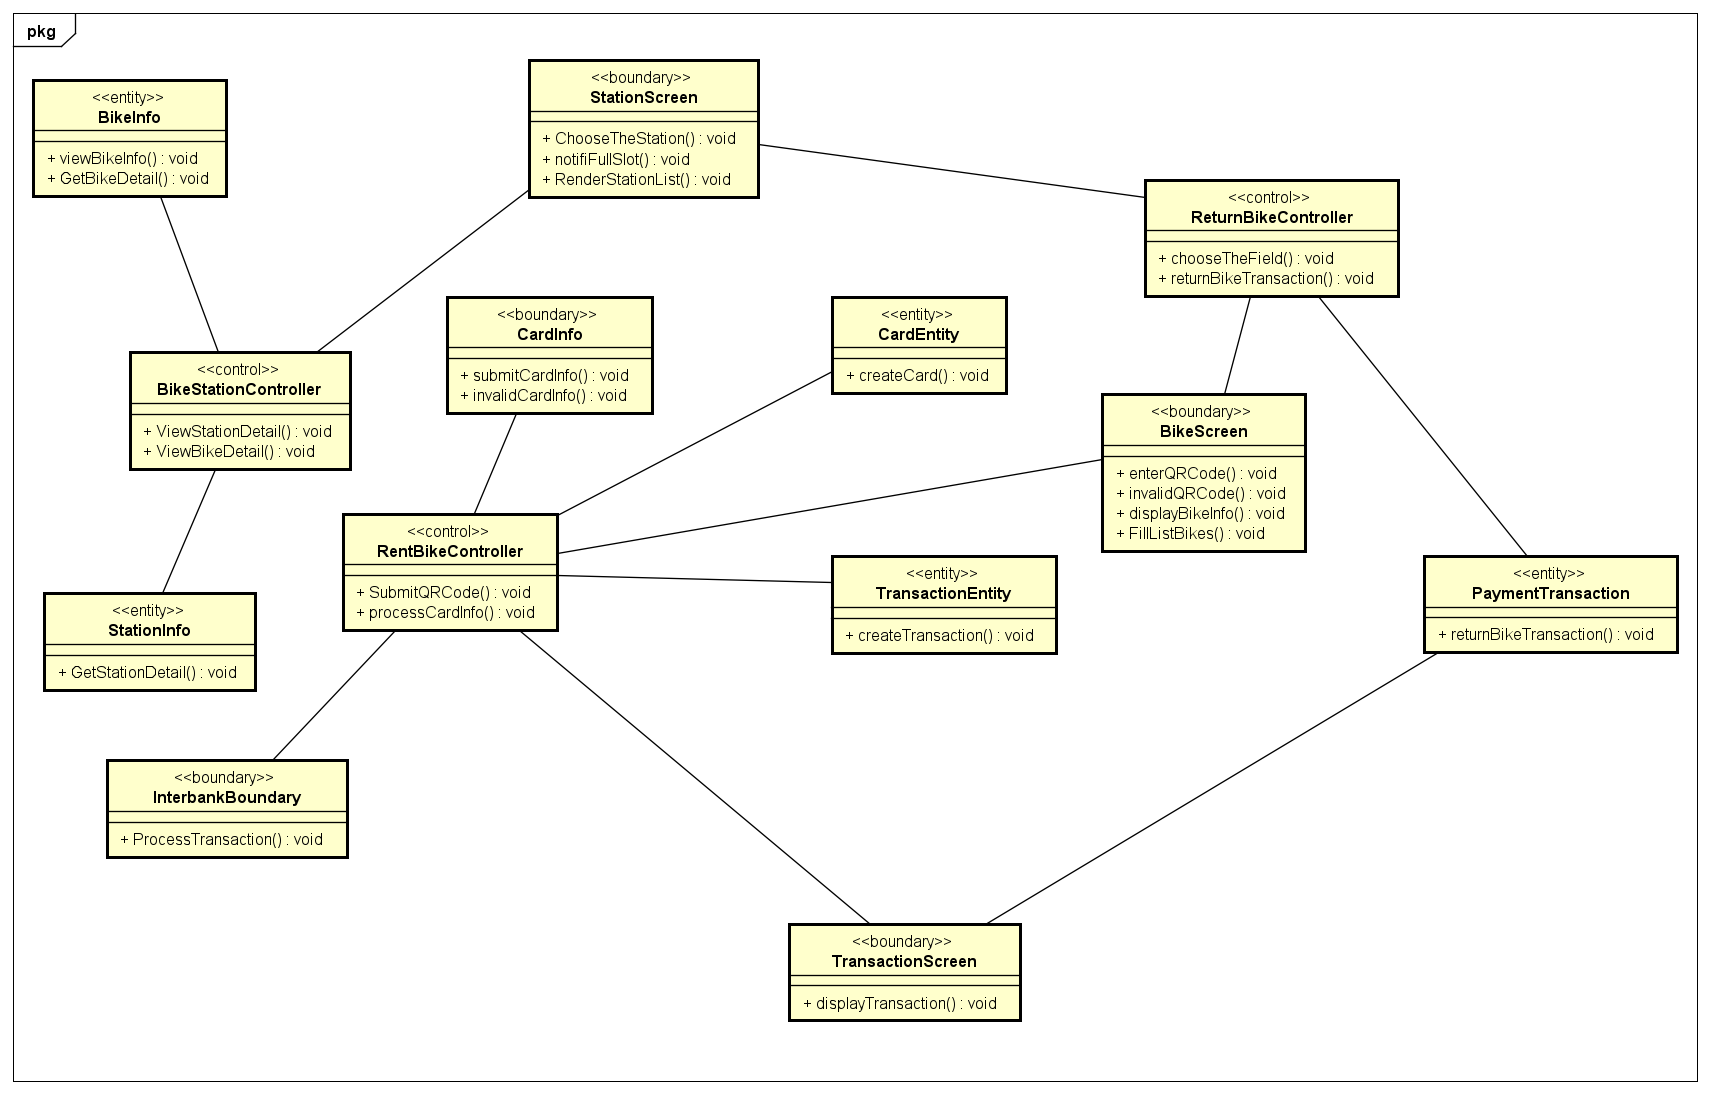 pkg
<<entity>>
BikeInfo
+ viewBikeInfo() : void
+ GetBikeDetail() : void
<<boundary>>
StationScreen
+ ChooseTheStation() : void
+ notifiFullSlot() : void
+ RenderStationList() : void
<<control>>
ReturnBikeController
+ chooseTheField() : void
+ returnBikeTransaction() : void
<<boundary>>
CardInfo
+ submitCardInfo() : void
+ invalidCardInfo() : void
<<entity>>
CardEntity
+ createCard() : void
<<control>>
BikeStationController
+ ViewStationDetail() : void
+ ViewBikeDetail() : void
<<boundary>>
BikeScreen
+ enterQRCode() : void
+ invalidQRCode() : void
+ displayBikeInfo() : void
+ FillListBikes() : void
<<control>>
RentBikeController
+ SubmitQRCode() : void
+ processCardInfo() : void
<<entity>>
TransactionEntity
+ createTransaction() : void
<<entity>>
PaymentTransaction
+ returnBikeTransaction() : void
<<entity>>
StationInfo
+ GetStationDetail() : void
<<boundary>>
InterbankBoundary
+ ProcessTransaction() : void
<<boundary>>
TransactionScreen
+ displayTransaction() : void